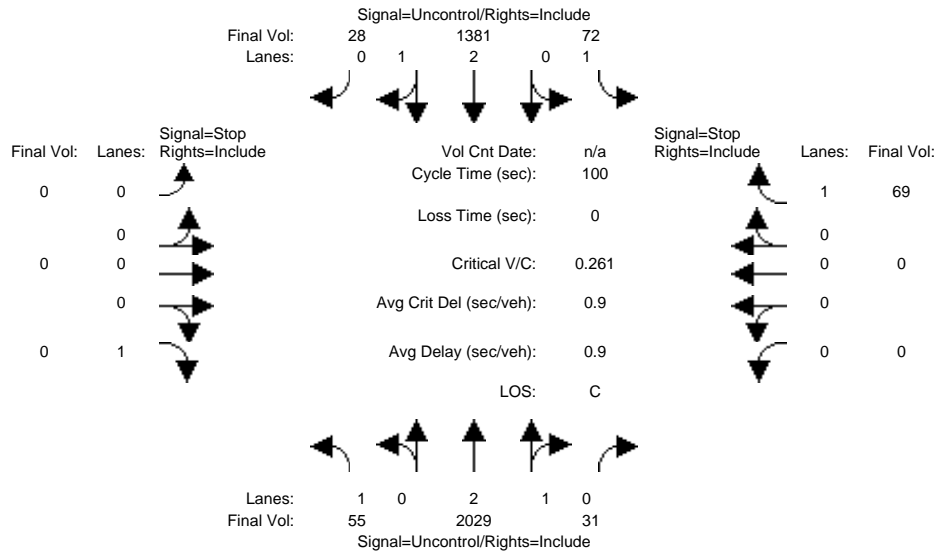 Signal=Uncontrol/Rights=Include
Final Vol: 28 1381 72
Lanes: 0 1 2 0 1
Signal=Stop Signal=Stop
Final Vol: Lanes: Rights=Include Vol Cnt Date: n/a Rights=Include Lanes: Final Vol:
Cycle Time (sec): 100
0 0 1 69
Loss Time (sec): 0
0 0
0 0 Critical V/C: 0.261 0 0
0 Avg Crit Del (sec/veh): 0.9 0
0 1 Avg Delay (sec/veh): 0.9 0 0
LOS: C
Lanes: 1 0 2 1 0
Final Vol: 55 2029 31
Signal=Uncontrol/Rights=Include